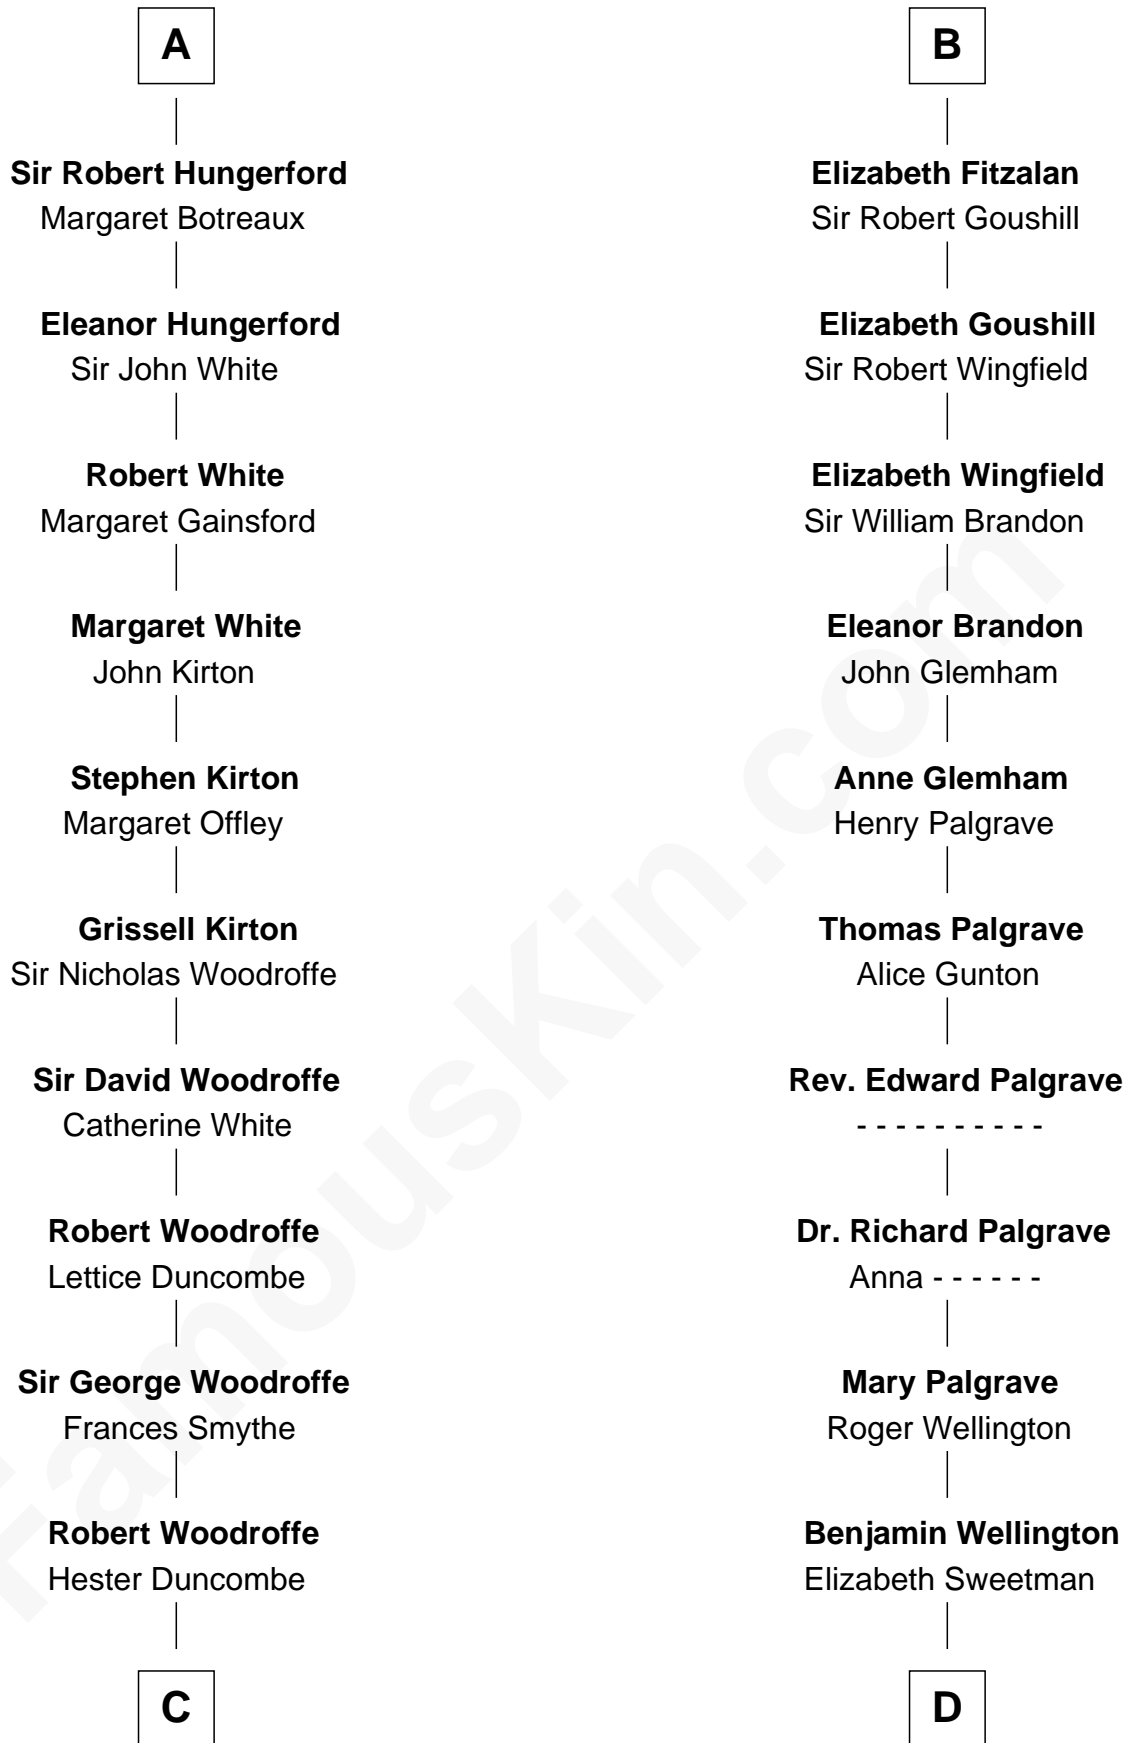 A
Sir Robert Hungerford
Margaret Botreaux
Eleanor Hungerford
Sir John White
Robert White
Margaret Gainsford
Margaret White
John Kirton
Stephen Kirton
Margaret Offley
Grissell Kirton
Sir Nicholas Woodroffe
Sir David Woodroffe
Catherine White
Robert Woodroffe
Lettice Duncombe
Sir George Woodroffe
Frances Smythe
Robert Woodroffe
Hester Duncombe
C
B
Elizabeth Fitzalan
Sir Robert Goushill
Elizabeth Goushill
Sir Robert Wingfield
Elizabeth Wingfield
Sir William Brandon
Eleanor Brandon
John Glemham
Anne Glemham
Henry Palgrave
Thomas Palgrave
Alice Gunton
Rev. Edward Palgrave
- - - - - - - - - -
Dr. Richard Palgrave
Anna - - - - - -
Mary Palgrave
Roger Wellington
Benjamin Wellington
Elizabeth Sweetman
D
FamousKin.com